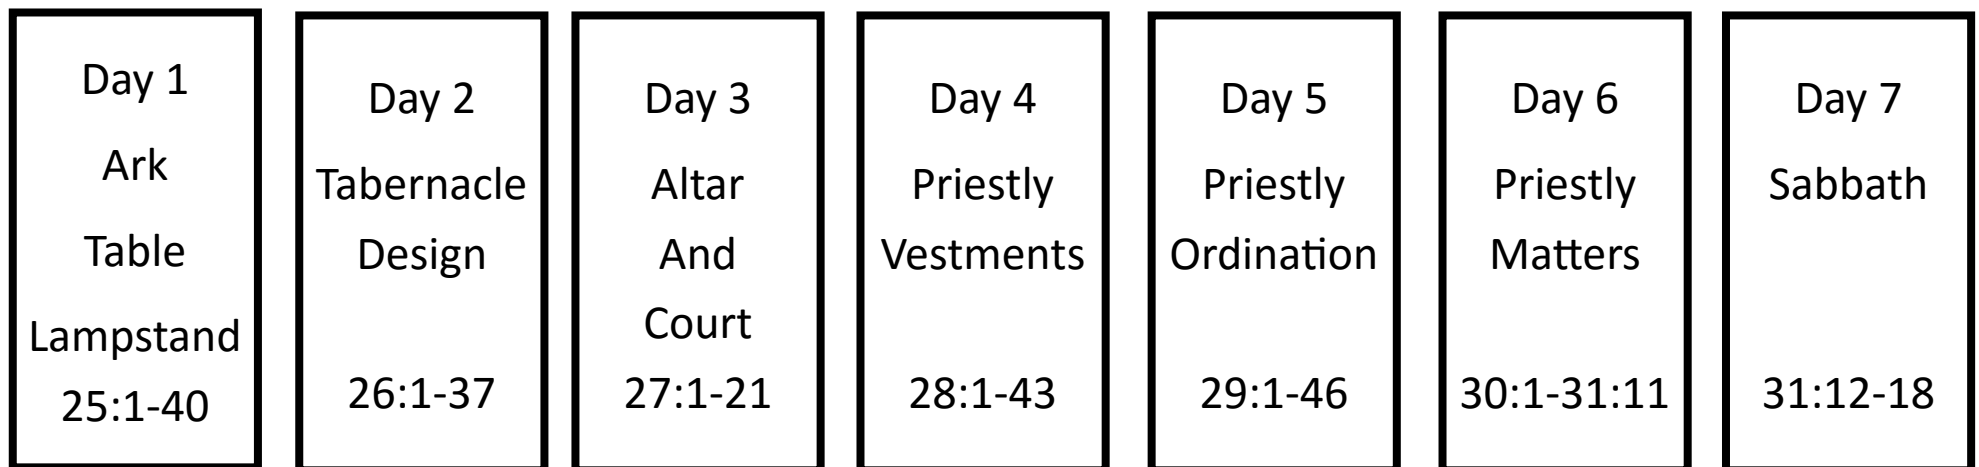 Day 1
Ark
Table
Lampstand
25:1-40
Day 2
Tabernacle
Design
26:1-37
Day 3
Altar
And
Court
27:1-21
Day 4
Priestly
Vestments
28:1-43
Day 5
Priestly
Ordination
29:1-46
Day 6
Priestly
Matters
30:1-31:11
Day 7
Sabbath
31:12-18